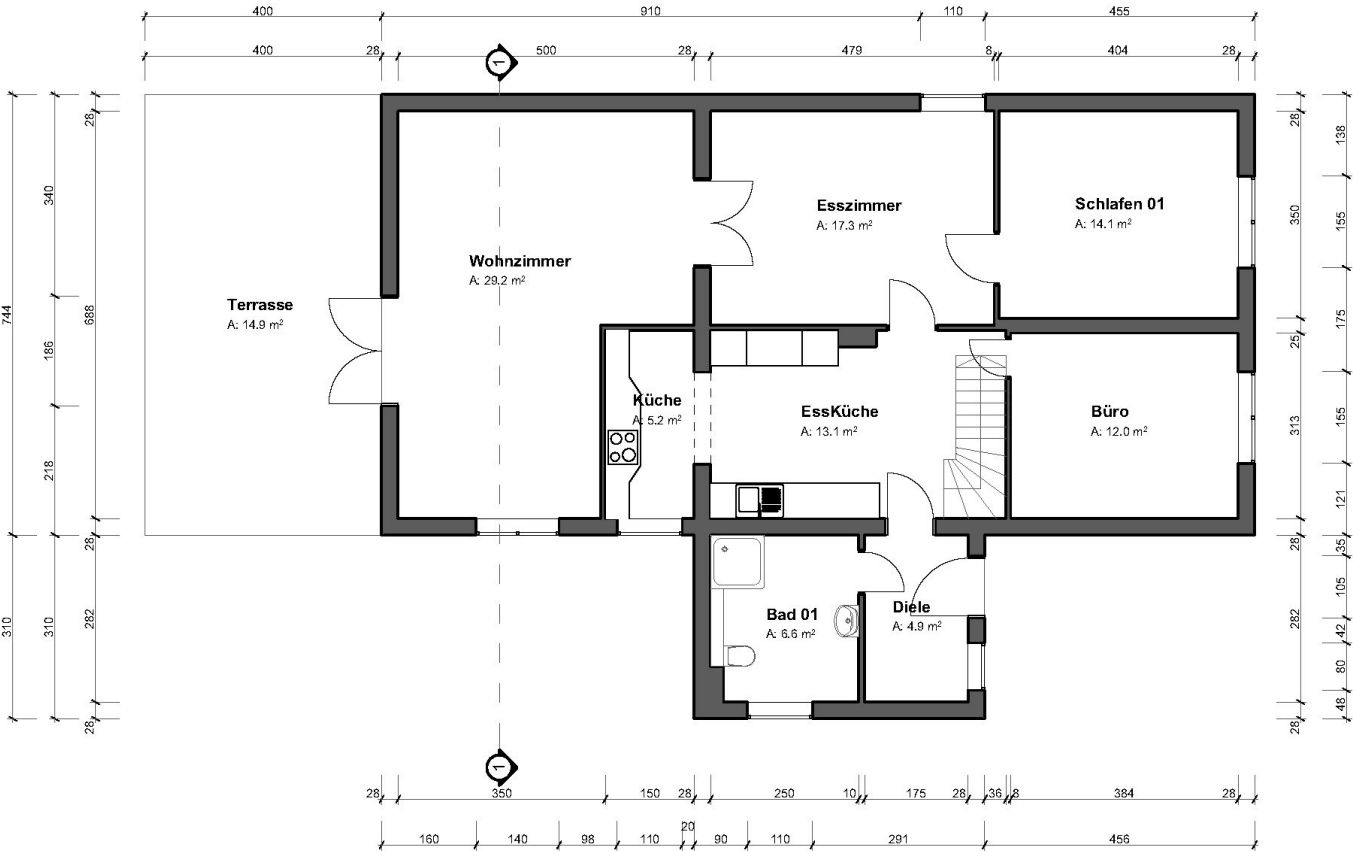 400 910 110 455
400 28 500 28 479 8 404 28
1
744 340 688 28 28 350 138
155
Esszimmer
A: 17.3 m²
Schlafen 01
A: 14.1 m²
Wohnzimmer
A: 29.2 m²
Terrasse
A: 14.9 m²
186 25 175
Küche
A: 5.2 m²
EssKüche
A: 13.1 m²
Büro
A: 12.0 m²
218 313 155
121
28 28 35
Bad 01
A: 6.6 m²
Diele
A: 4.9 m²
310 310 282 282 105
42
80
28 28 48
1
28 350 150 28 250 10 175 28 36 8 384 28
160 140 98 110 20 90 110 291 456